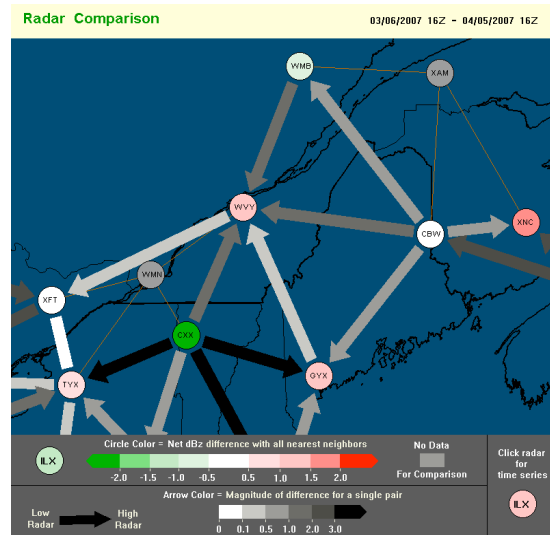 Radar Comparison 03/06/2007 16Z - 04/05/2007 16Z
WMB
XAM
WVY
XNC
CBW
WMN
XFT
CXX
TYX
GYX
Circle Color = Net dBz difference with all nearest neighbors
ILX
-2.0 -1.5 -1.0 -0.5 0.5 1.0 1.5 2.0
No Data
For Comparison
Click radar
for
time series
ILX
Arrow Color = Magnitude of difference for a single pair
Low
Radar
High
Radar
0 0.1 0.5 1.0 2.0 3.0